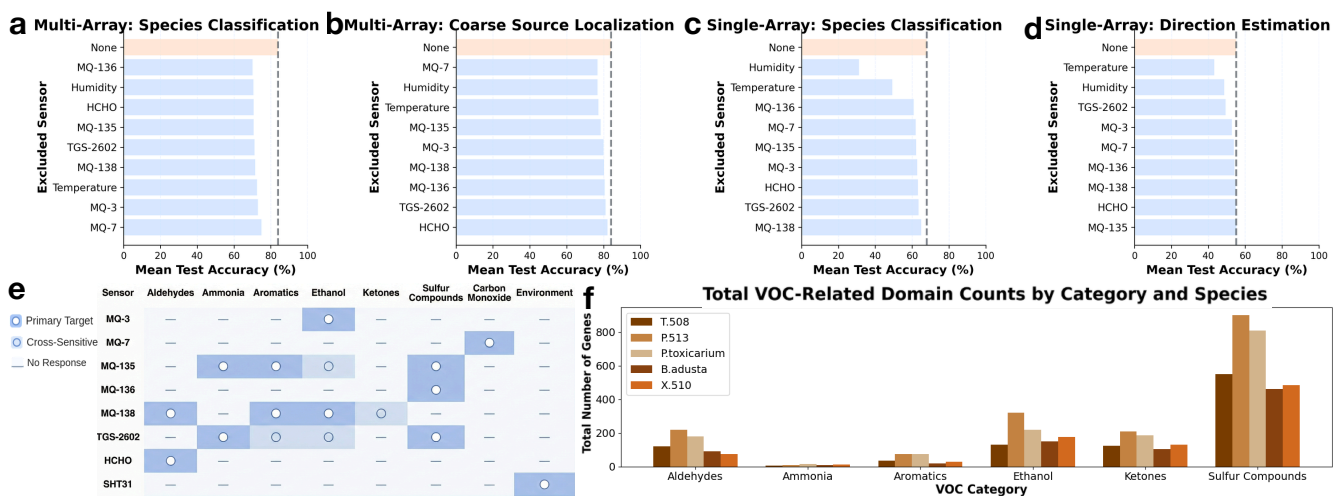 a Multi-Array: Species Classification
Excluded Sensor
None
MQ-136
Humidity
HCHO
MQ-135
TGS-2602
MQ-138
Temperature
MQ-3
MQ-7
0 20 40 60 80 100
Mean Test Accuracy (%)
b Multi-Array: Coarse Source Localization
Excluded Sensor
None
MQ-7
Humidity
Temperature
MQ-135
MQ-3
MQ-138
MQ-136
TGS-2602
HCHO
0 20 40 60 80 100
Mean Test Accuracy (%)
c Single-Array: Species Classification
Excluded Sensor
None
Humidity
Temperature
MQ-136
MQ-7
MQ-135
MQ-3
HCHO
TGS-2602
MQ-138
0 20 40 60 80 100
Mean Test Accuracy (%)
d Single-Array: Direction Estimation
Excluded Sensor
None
Temperature
Humidity
TGS-2602
MQ-3
MQ-7
MQ-136
MQ-138
HCHO
MQ-135
0 20 40 60 80 100
Mean Test Accuracy (%)
e
Primary Target
Cross-Sensitive
No Response
Sensor Aldehydes Ammonia Aromatics Ethanol Ketones Sulfur Compounds Carbon Monoxide Environment
MQ-3 — — — — — — —
MQ-7 — — — — — — —
MQ-135 — — — —
MQ-136 — — — — — — —
MQ-138 — — — —
TGS-2602 — — — —
HCHO — — — — — — —
SHT31 — — — — — — —
f Total VOC-Related Domain Counts by Category and Species
Total Number of Genes
800
600
400
200
0
T.508
P.513
P.toxicarium
B.adusta
X.510
Aldehydes Ammonia Aromatics Ethanol Ketones Sulfur Compounds
VOC Category